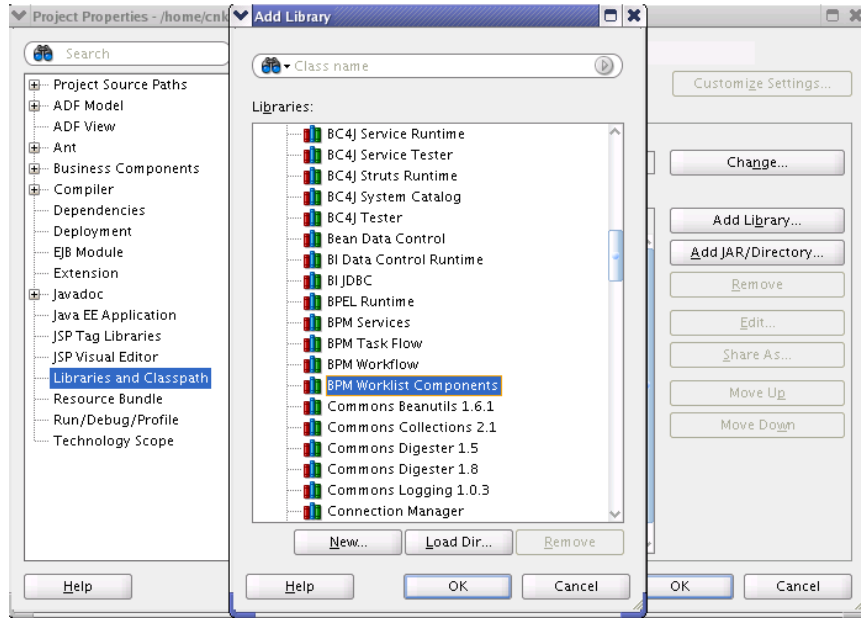 Project Properties - /home/cnk
Search
Project Source Paths
ADF Model
ADF View
Ant
Business Components
Compiler
Dependencies
Deployment
EJB Module
Extension
Javadoc
Java EE Application
JSP Tag Libraries
JSP Visual Editor
Libraries and Classpath
Resource Bundle
Run/Debug/Profile
Technology Scope
Help
Add Library
Class name
Libraries:
BC4J Service Runtime
BC4J Service Tester
BC4J Struts Runtime
BC4J System Catalog
BC4J Tester
Bean Data Control
BI Data Control Runtime
BI JDBC
BPEL Runtime
BPM Services
BPM Task Flow
BPM Workflow
BPM Worklist Components
Commons Beanutils 1.6.1
Commons Collections 2.1
Commons Digester 1.5
Commons Digester 1.8
Commons Logging 1.0.3
Connection Manager
New... Load Dir... Remove
Help OK Cancel
Customize Settings...
Change...
Add Library...
Add JAR/Directory...
Remove
Edit...
Share As...
Move Up
Move Down
OK Cancel